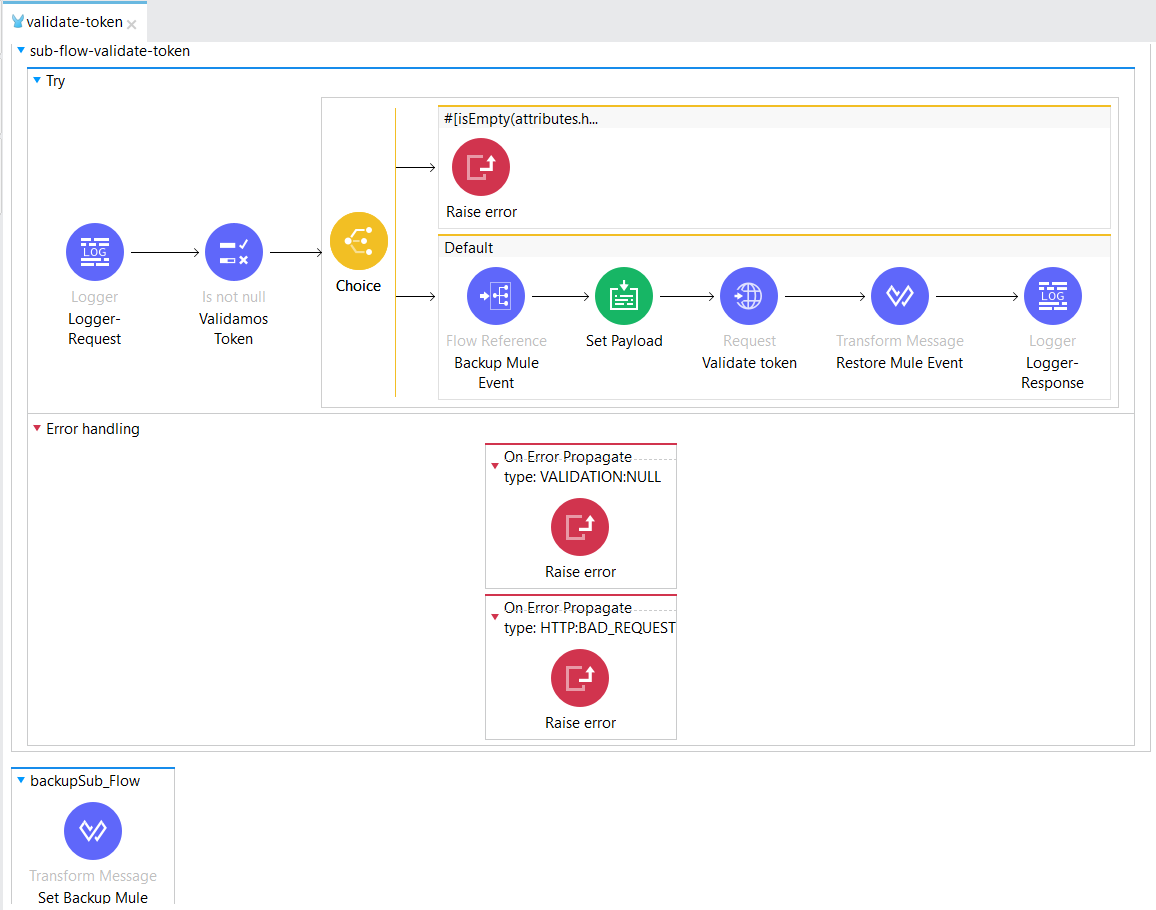 validate-token
sub-flow-validate-token
Try
#[isEmpty(attributes.h...
Raise error
Default
LOG
Logger
Logger-
Request
Is not null
Validamos
Token
Choice
Flow Reference
Backup Mule
Event
Set Payload
Request
Validate token
Transform Message
Restore Mule Event
LOG
Logger
Logger-
Response
Error handling
On Error Propagate
type: VALIDATION:NULL
Raise error
On Error Propagate
type: HTTP:BAD_REQUEST
Raise error
backupSub_Flow
Transform Message
Set Backup Mule